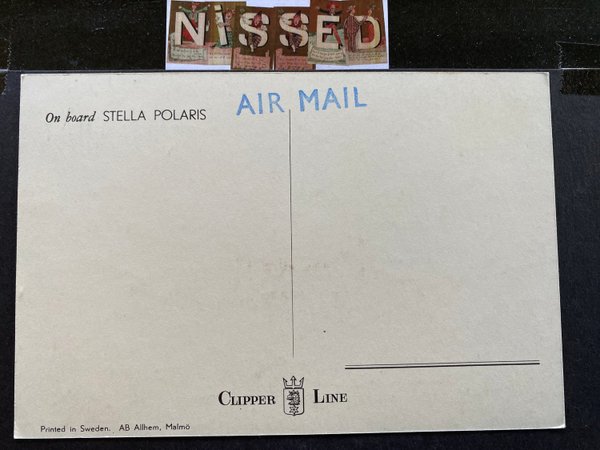 NiSSED
AIR MAIL
On board STELLA POLARIS
CLIPPER LINE
Printed in Sweden. AB Allhem, Malmö